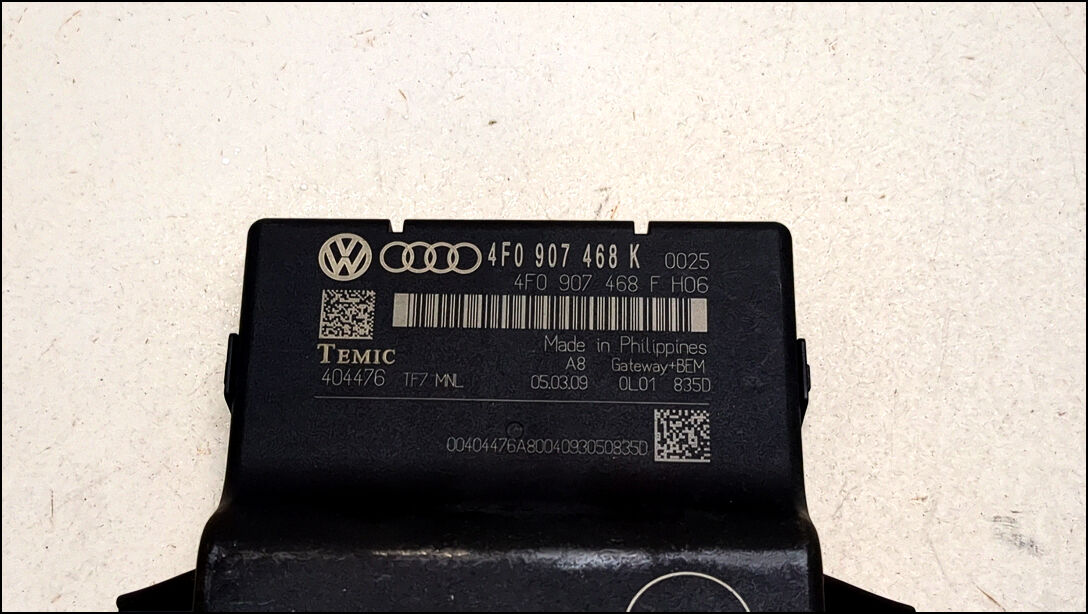 4F0 907 468 K 0025
4F0 907 468 F H06
Made in Philippines
TEMIC
A8 Gateway+BEM
404476 TF7 MNL 05.03.09 0L01 835D
00404476A8004093050835D